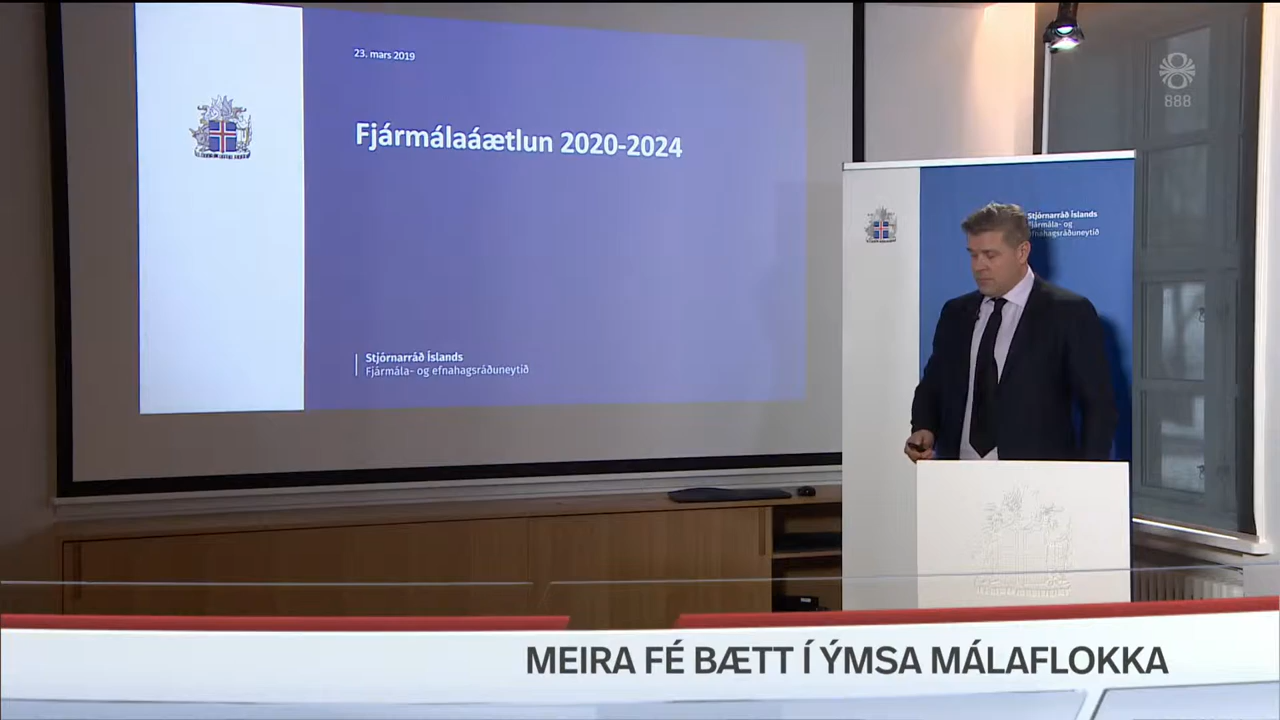 23. mars 2019
Fjármálaáætlun 2020-2024
Stjórnarráð Íslands
Fjármála- og efnahagsráðuneytið
888
Stjórnarráð Íslands
Fjármála- og
efnahagsráðuneytið
MEIRA FÉ BÆTT Í ÝMSA MÁLAFLOKKA